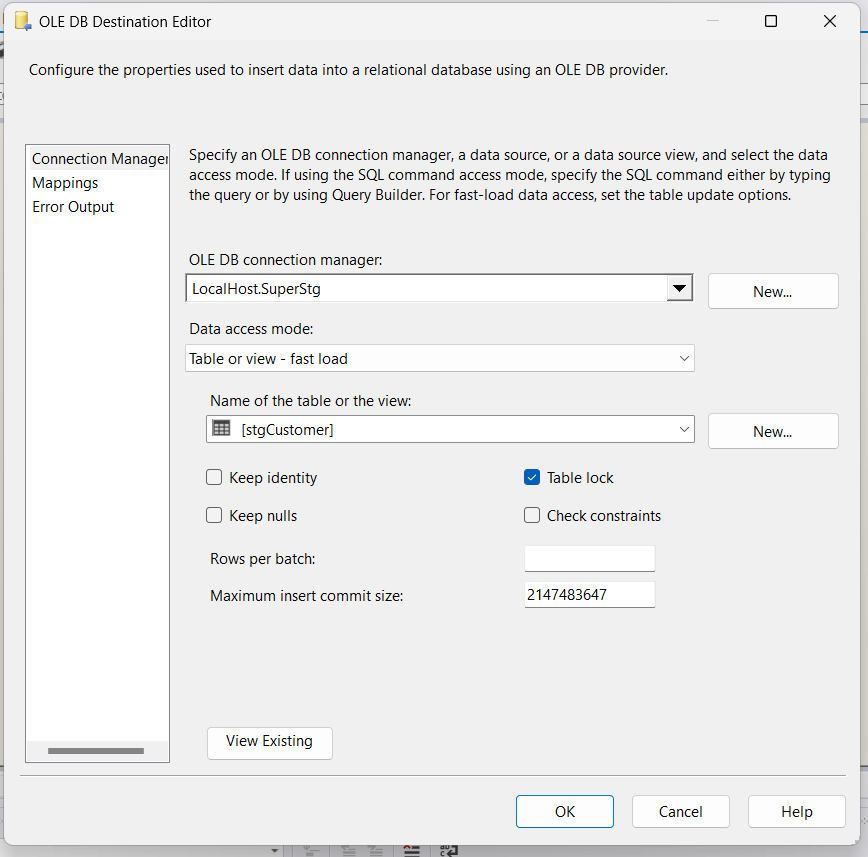 OLE DB Destination Editor
Configure the properties used to insert data into a relational database using an OLE DB provider.
Connection Manager
Mappings
Error Output
Specify an OLE DB connection manager, a data source, or a data source view, and select the data
access mode. If using the SQL command access mode, specify the SQL command either by typing
the query or by using Query Builder. For fast-load data access, set the table update options.
OLE DB connection manager:
LocalHost.SuperStg
New...
Data access mode:
Table or view - fast load
Name of the table or the view:
[stgCustomer]
New...
Keep identity
Table lock
Keep nulls
Check constraints
Rows per batch:
Maximum insert commit size:
2147483647
View Existing
OK
Cancel
Help